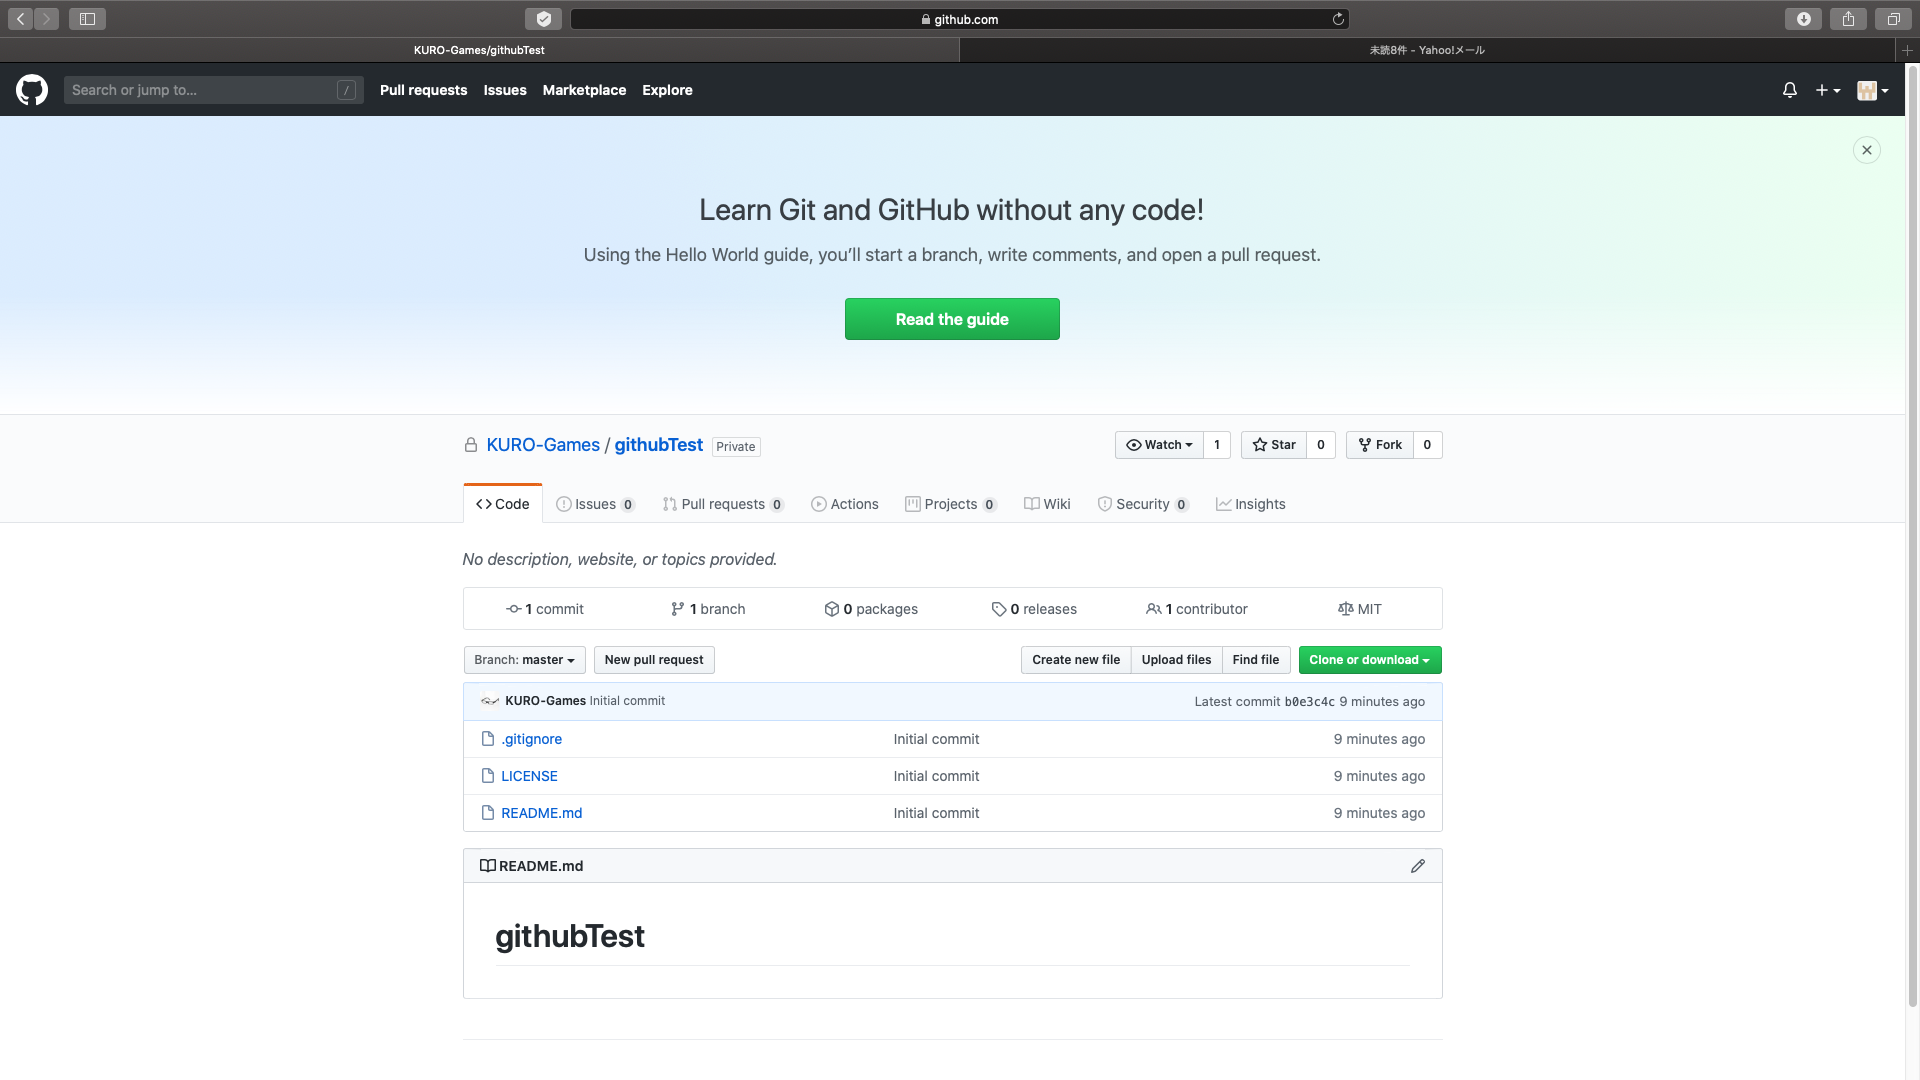 github.com
KURO-Games/githubTest
未読8件 - Yahoo!メール
Search or jump to... /
Pull requests Issues Marketplace Explore
Learn Git and GitHub without any code!
Using the Hello World guide, you’ll start a branch, write comments, and open a pull request.
Read the guide
KURO-Games / githubTest Private
Watch 1 Star 0 Fork 0
Code Issues 0 Pull requests 0 Actions Projects 0 Wiki Security 0 Insights
No description, website, or topics provided.
1 commit 1 branch 0 packages 0 releases 1 contributor MIT
Branch: master New pull request Create new file Upload files Find file Clone or download
KURO-Games Initial commit Latest commit b0e3c4c 9 minutes ago
.gitignore Initial commit 9 minutes ago
LICENSE Initial commit 9 minutes ago
README.md Initial commit 9 minutes ago
README.md
githubTest